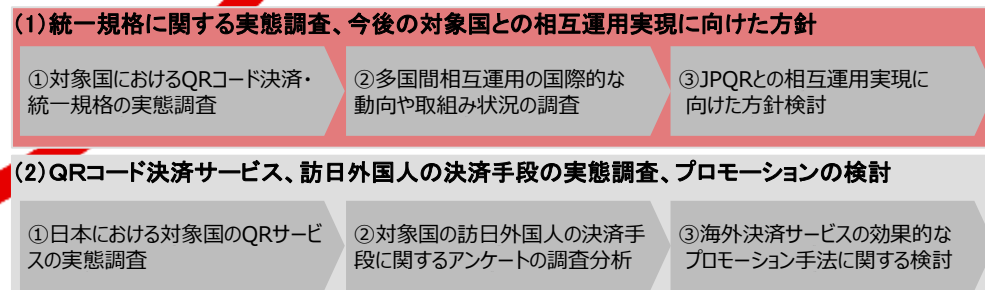 (1)統一規格に関する実態調査、今後の対象国との相互運用実現に向けた方針
①対象国におけるQRコード決済・
統一規格の実態調査
②多国間相互運用の国際的な
動向や取組み状況の調査
③JPQRとの相互運用実現に
向けた方針検討
(2)QRコード決済サービス、訪日外国人の決済手段の実態調査、プロモーションの検討
①日本における対象国のQRサービ
スの実態調査
②対象国の訪日外国人の決済手
段に関するアンケートの調査分析
③海外決済サービスの効果的な
プロモーション手法に関する検討